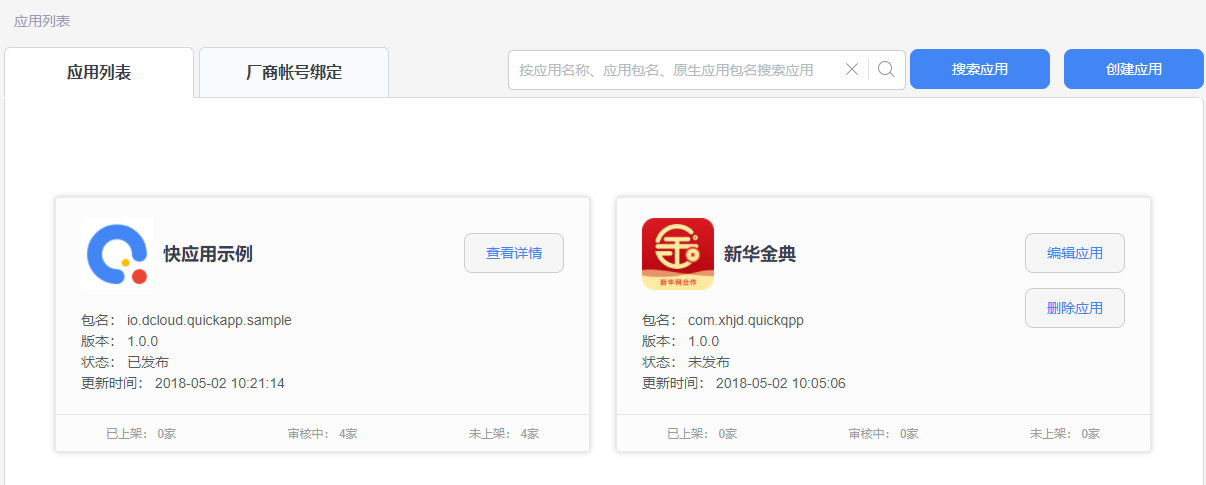 应用列表
应用列表 厂商帐号绑定 按应用名称、应用包名、原生应用包名搜索应用 搜索应用 创建应用
快应用示例 查看详情
包名： io.dcloud.quickapp.sample
版本： 1.0.0
状态： 已发布
更新时间： 2018-05-02 10:21:14
已上架： 0家 审核中： 4家 未上架： 4家
金
新华网合作
新华金典 编辑应用
删除应用
包名： com.xhjd.quickqpp
版本： 1.0.0
状态： 未发布
更新时间： 2018-05-02 10:05:06
已上架： 0家 审核中： 0家 未上架： 0家